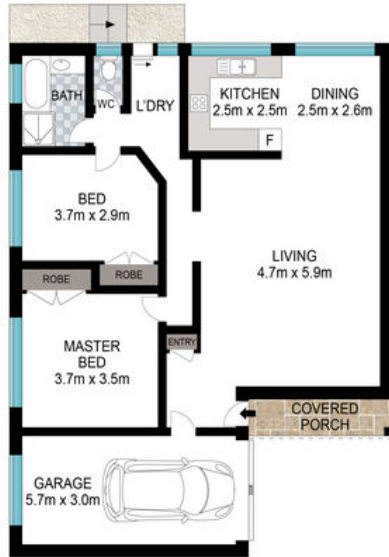 BATH
WC
L'DRY
KITCHEN
2.5m x 2.5m
DINING
2.5m x 2.6m
F
BED
3.7m x 2.9m
ROBE
ROBE
LIVING
4.7m x 5.9m
MASTER
BED
3.7m x 3.5m
ENTRY
COVERED
PORCH
GARAGE
5.7m x 3.0m